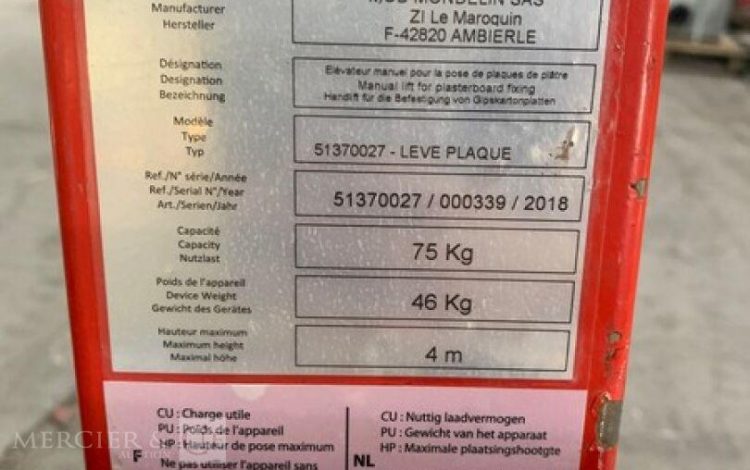 Manufacturer
Hersteller
MONDELIN SAS
ZI Le Maroquin
F-42820 AMBIERLE
Désignation
Designation
Bezeichnung
Elévateur manuel pour la pose de plaques de plâtre
Manual lift for plasterboard fixing
Handlift für die Befestigung von Gipskartonplatten
Modèle
Type
Typ
51370027 - LEVE PLAQUE
Ref./N° série/Année
Ref./Serial N°/Year
Art./Serien/Jahr
51370027 / 000339 / 2018
Capacité
Capacity
Nutzlast
75 Kg
Poids de l'appareil
Device Weight
Gewicht des Gerätes
46 Kg
Hauteur maximum
Maximum height
Maximal höhe
4 m
CU : Charge utile
PU : Poids de l'appareil
HP : Hauteur de pose maximum
F
Ne pas utiliser l'appareil sans
CU : Nuttig laadvermogen
PU : Gewicht van het apparaat
HP : Maximale plaatsingshootgte
NL
MERCIER &
AUCTION